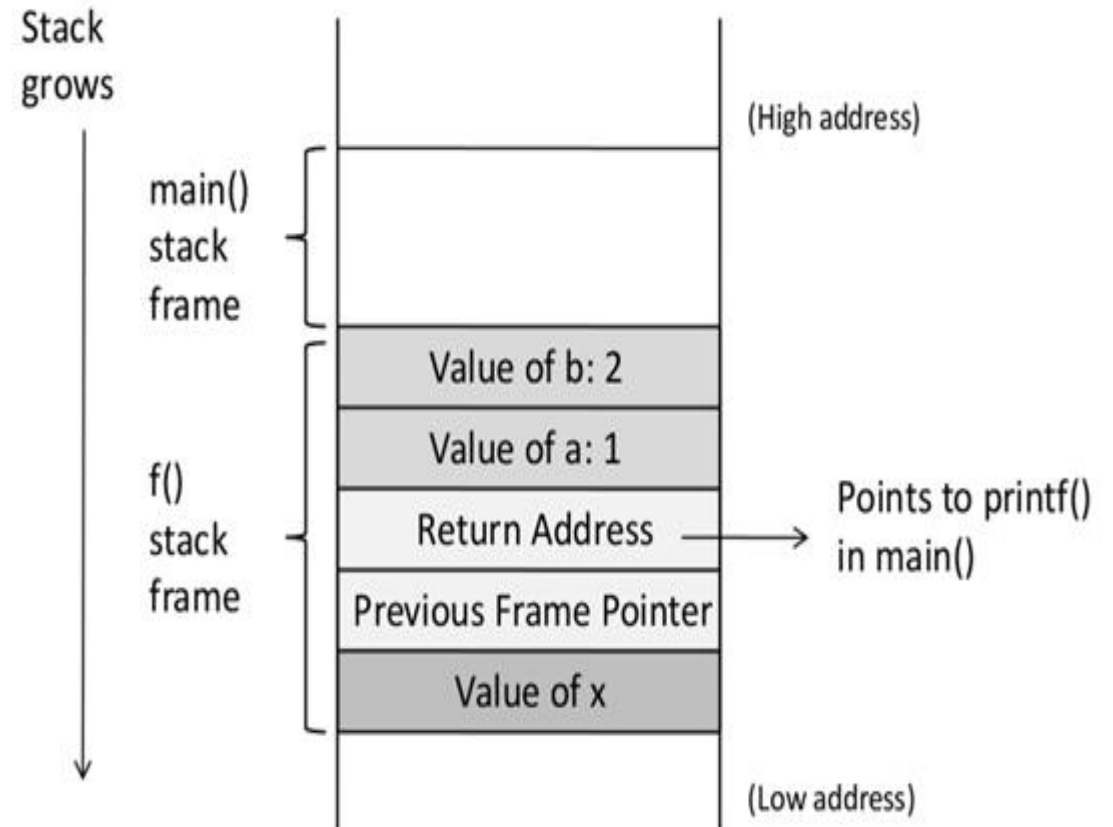 Stack
grows
(High address)
main()
stack
frame
Value of b: 2
Value of a: 1
f()
stack
frame
Return Address
Points to printf()
in main()
Previous Frame Pointer
Value of x
(Low address)